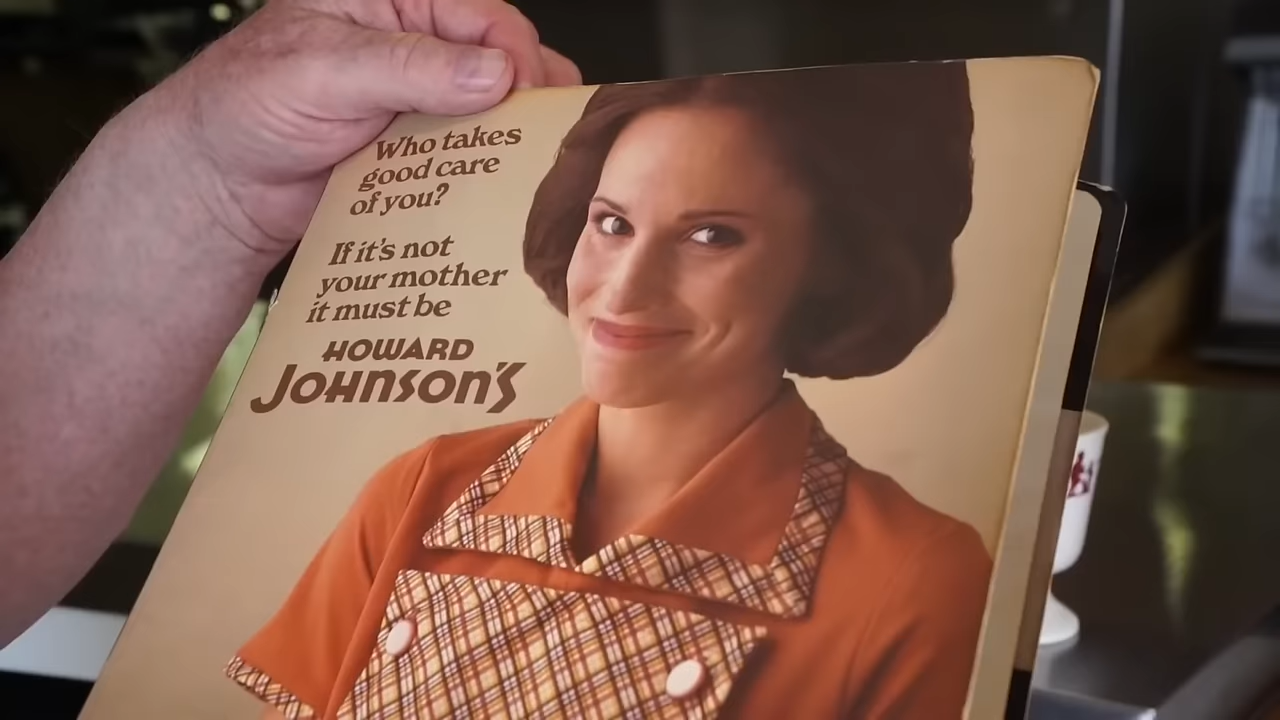 Who takes
good care
of you?
If it's not
your mother
it must be
HOWARD
JOHNSON'S